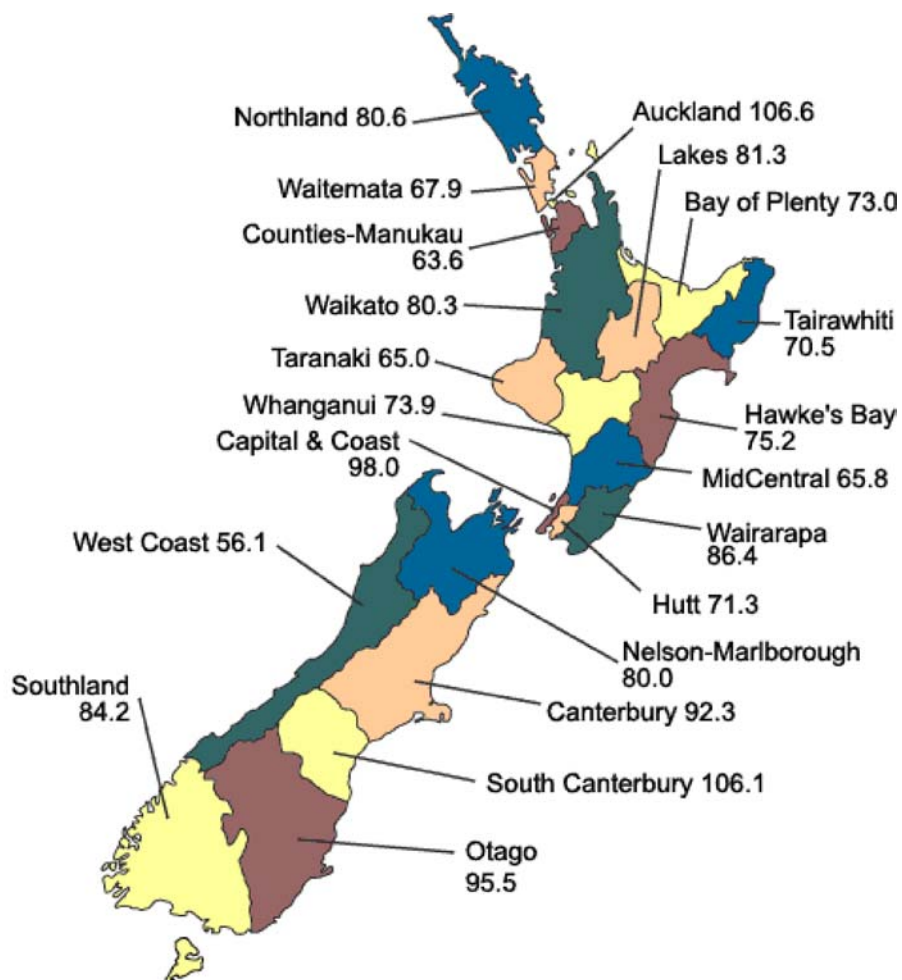 Northland 80.6
Auckland 106.6
Lakes 81.3
Waitemata 67.9
Bay of Plenty 73.0
Counties-Manukau
63.6
Waikato 80.3
Tairawhiti
70.5
Taranaki 65.0
Whanganui 73.9
Hawke's Bay
75.2
Capital & Coast
98.0
MidCentral 65.8
Wairarapa
86.4
West Coast 56.1
Hutt 71.3
Nelson-Marlborough
80.0
Southland
84.2
Canterbury 92.3
South Canterbury 106.1
Otago
95.5